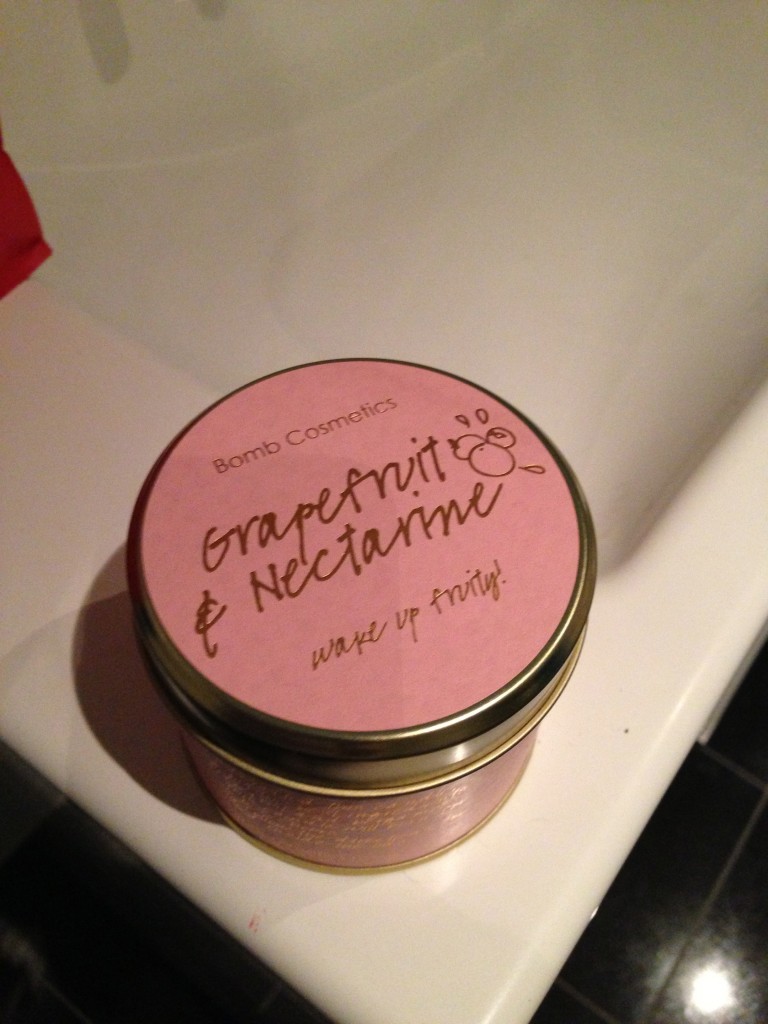 Bomb Cosmetics
Grapefruit
& Nectarine
wake up fruity!